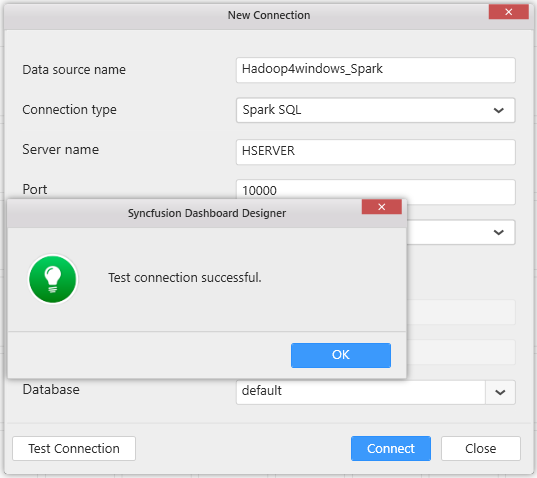 New Connection
Data source name Hadoop4windows_Spark
Connection type Spark SQL
Server name HSERVER
Port 10000
Syncfusion Dashboard Designer
Test connection successful.
OK
Database default
Test Connection Connect Close